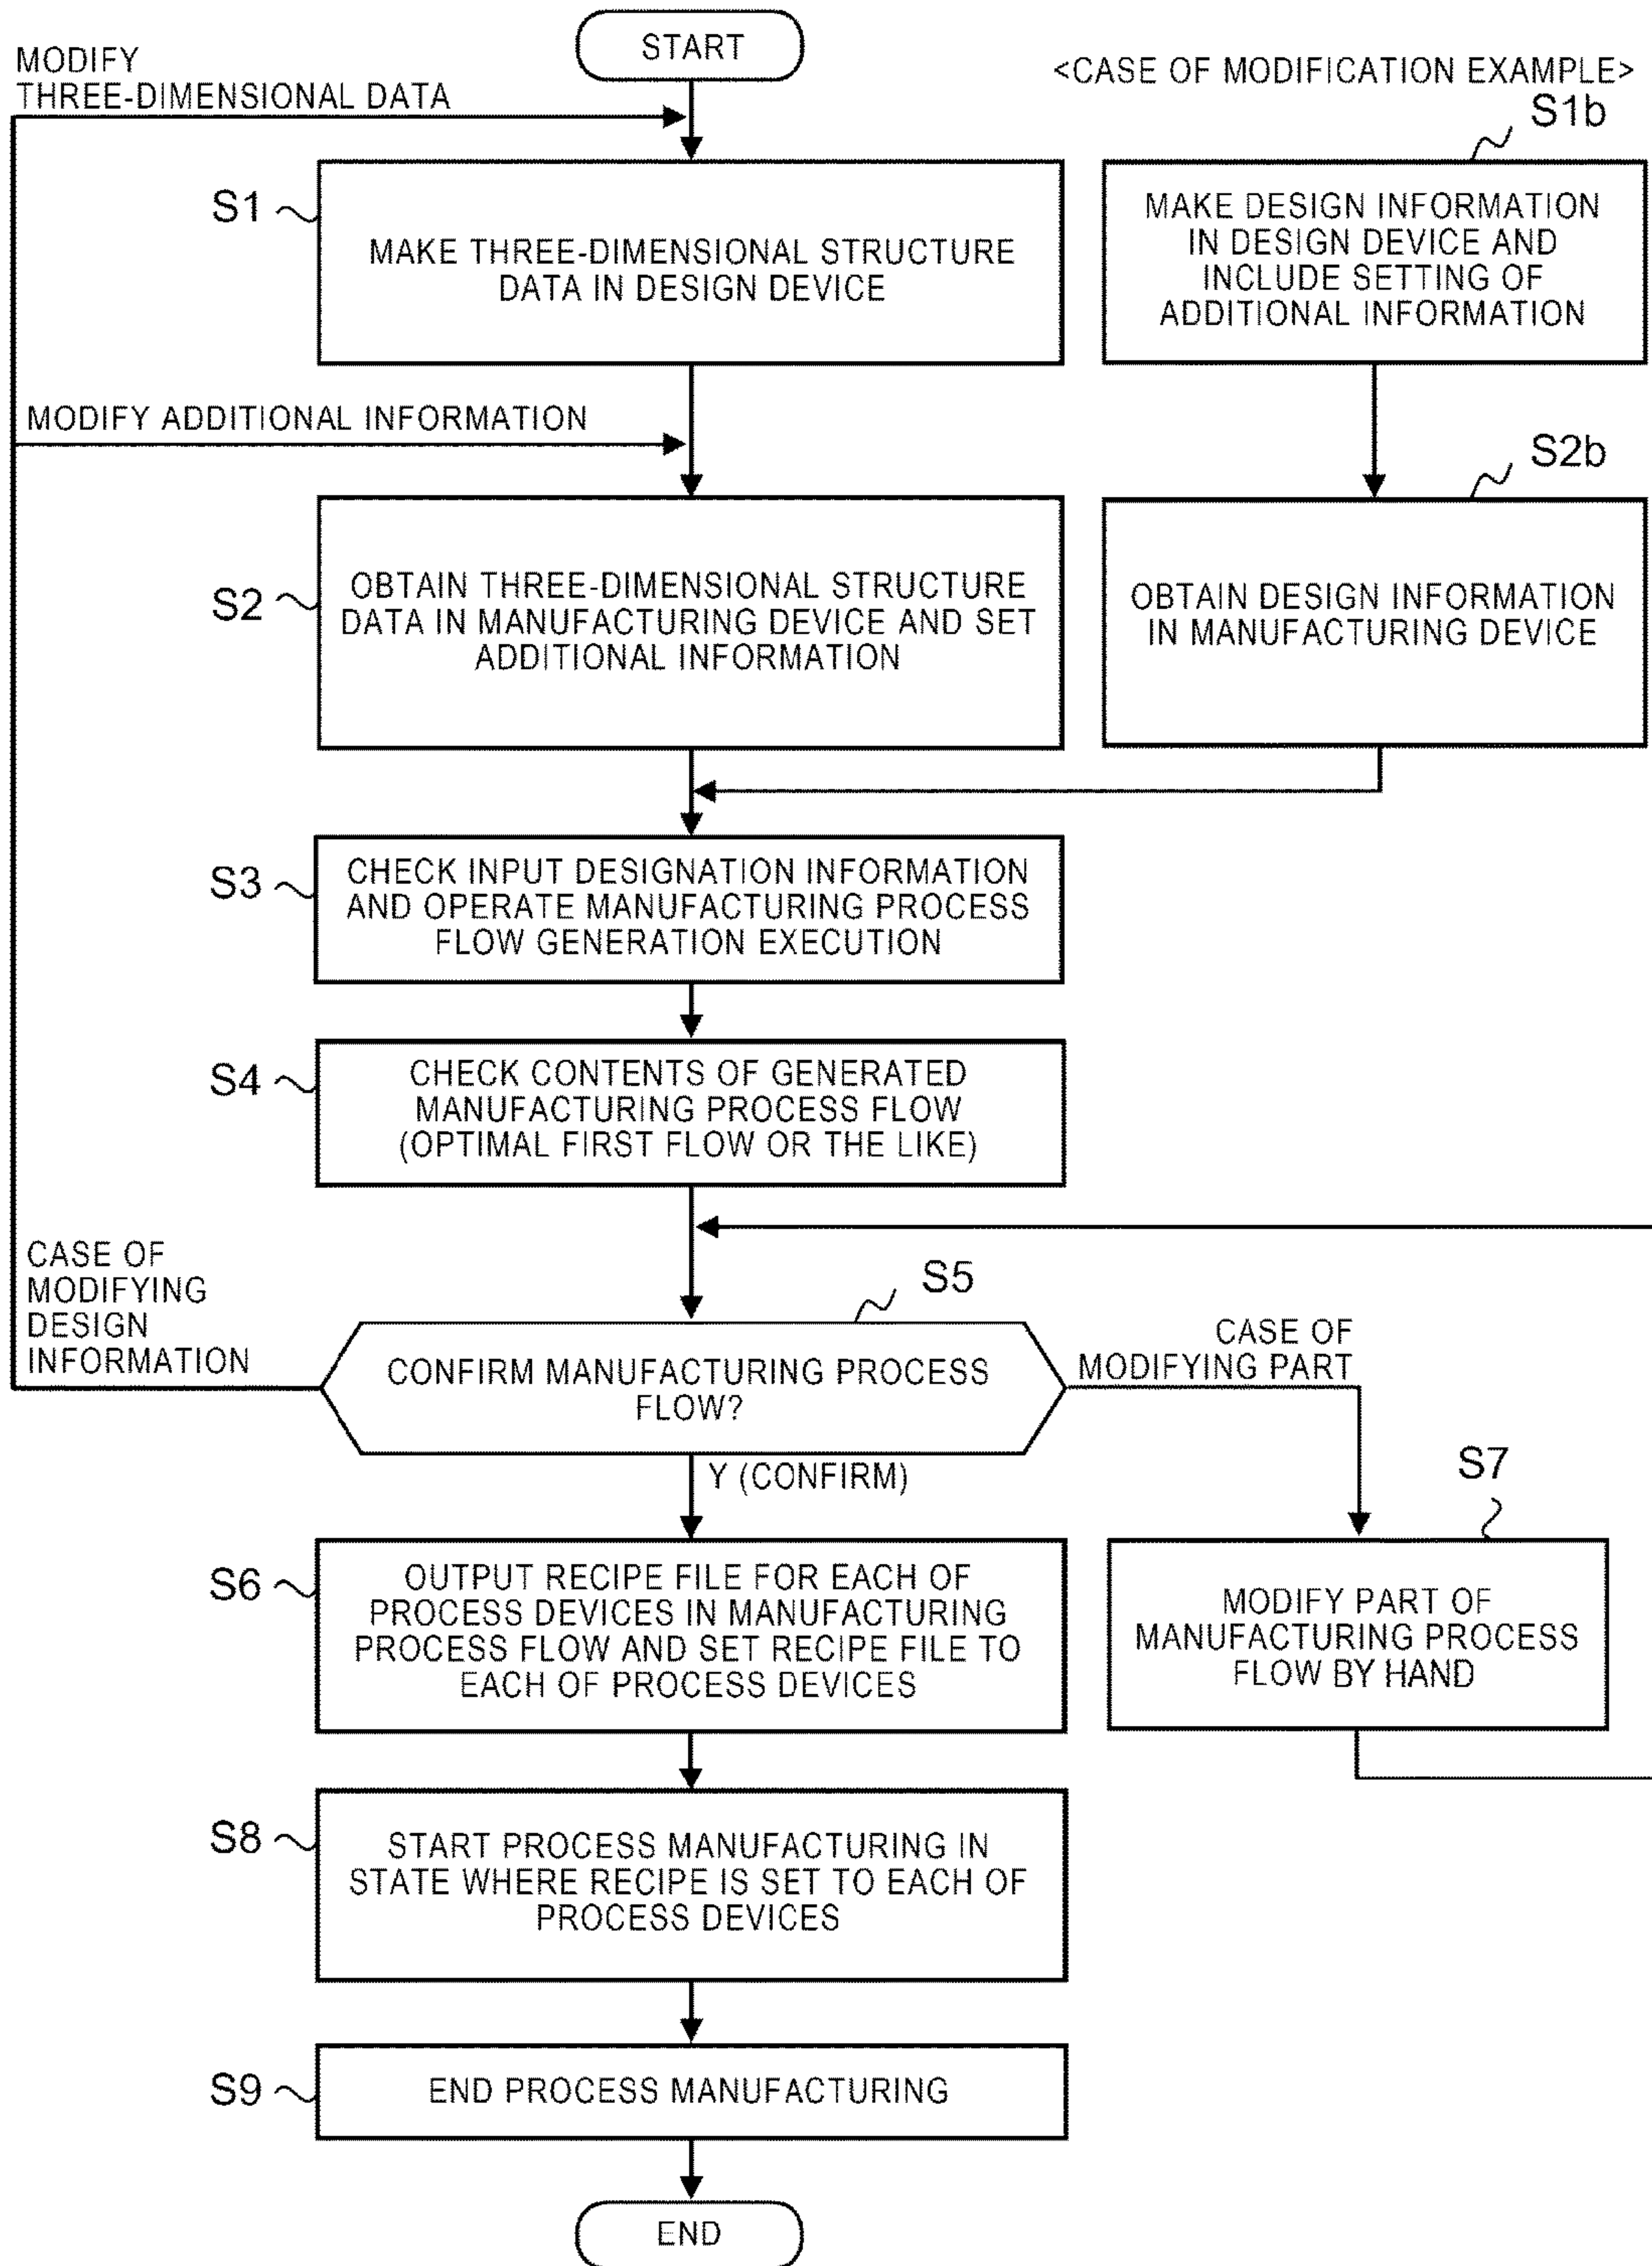 START
MODIFY
THREE-DIMENSIONAL DATA
<CASE OF MODIFICATION EXAMPLE>
S1
MAKE THREE-DIMENSIONAL STRUCTURE
DATA IN DESIGN DEVICE
S1b
MAKE DESIGN INFORMATION
IN DESIGN DEVICE AND
INCLUDE SETTING OF
ADDITIONAL INFORMATION
MODIFY ADDITIONAL INFORMATION
S2
OBTAIN THREE-DIMENSIONAL STRUCTURE
DATA IN MANUFACTURING DEVICE AND SET
ADDITIONAL INFORMATION
S2b
OBTAIN DESIGN INFORMATION
IN MANUFACTURING DEVICE
S3
CHECK INPUT DESIGNATION INFORMATION
AND OPERATE MANUFACTURING PROCESS
FLOW GENERATION EXECUTION
S4
CHECK CONTENTS OF GENERATED
MANUFACTURING PROCESS FLOW
(OPTIMAL FIRST FLOW OR THE LIKE)
CASE OF
MODIFYING
DESIGN
INFORMATION
S5
CONFIRM MANUFACTURING PROCESS
FLOW?
CASE OF
MODIFYING PART
Y (CONFIRM)
S6
OUTPUT RECIPE FILE FOR EACH OF
PROCESS DEVICES IN MANUFACTURING
PROCESS FLOW AND SET RECIPE FILE TO
EACH OF PROCESS DEVICES
S7
MODIFY PART OF
MANUFACTURING PROCESS
FLOW BY HAND
S8
START PROCESS MANUFACTURING IN
STATE WHERE RECIPE IS SET TO EACH OF
PROCESS DEVICES
S9
END PROCESS MANUFACTURING
END